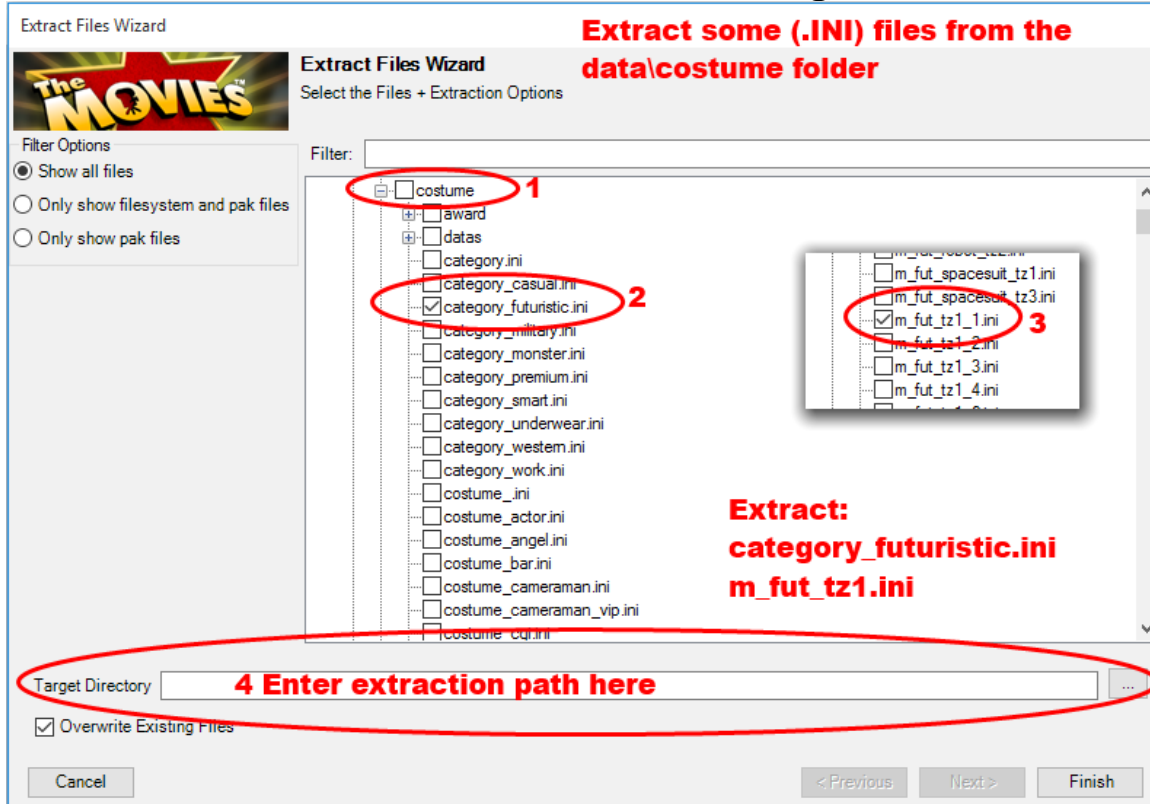 Extract Files Wizard
Extract some (.INI) files from the
data\costume folder
The
MOVIES
Extract Files Wizard
Select the Files + Extraction Options
Filter Options
Show all files
Only show filesystem and pak files
Only show pak files
Filter:
costume
1
award
datas
category.ini
category_casual.ini
category_futuristic.ini
2
category_military.ini
category_monster.ini
category_premium.ini
category_smart.ini
category_underwear.ini
category_western.ini
category_work.ini
costume_.ini
costume_actor.ini
costume_angel.ini
costume_bar.ini
costume_cameraman.ini
costume_cameraman_vip.ini
costume_cgi.ini
m_fut_robot_tz2.ini
m_fut_spacesuit_tz1.ini
m_fut_spacesuit_tz3.ini
m_fut_tz1_1.ini
3
m_fut_tz1_2.ini
m_fut_tz1_3.ini
m_fut_tz1_4.ini
Extract:
category_futuristic.ini
m_fut_tz1.ini
Target Directory
4 Enter extraction path here
...
Overwrite Existing Files
Cancel
< Previous
Next >
Finish